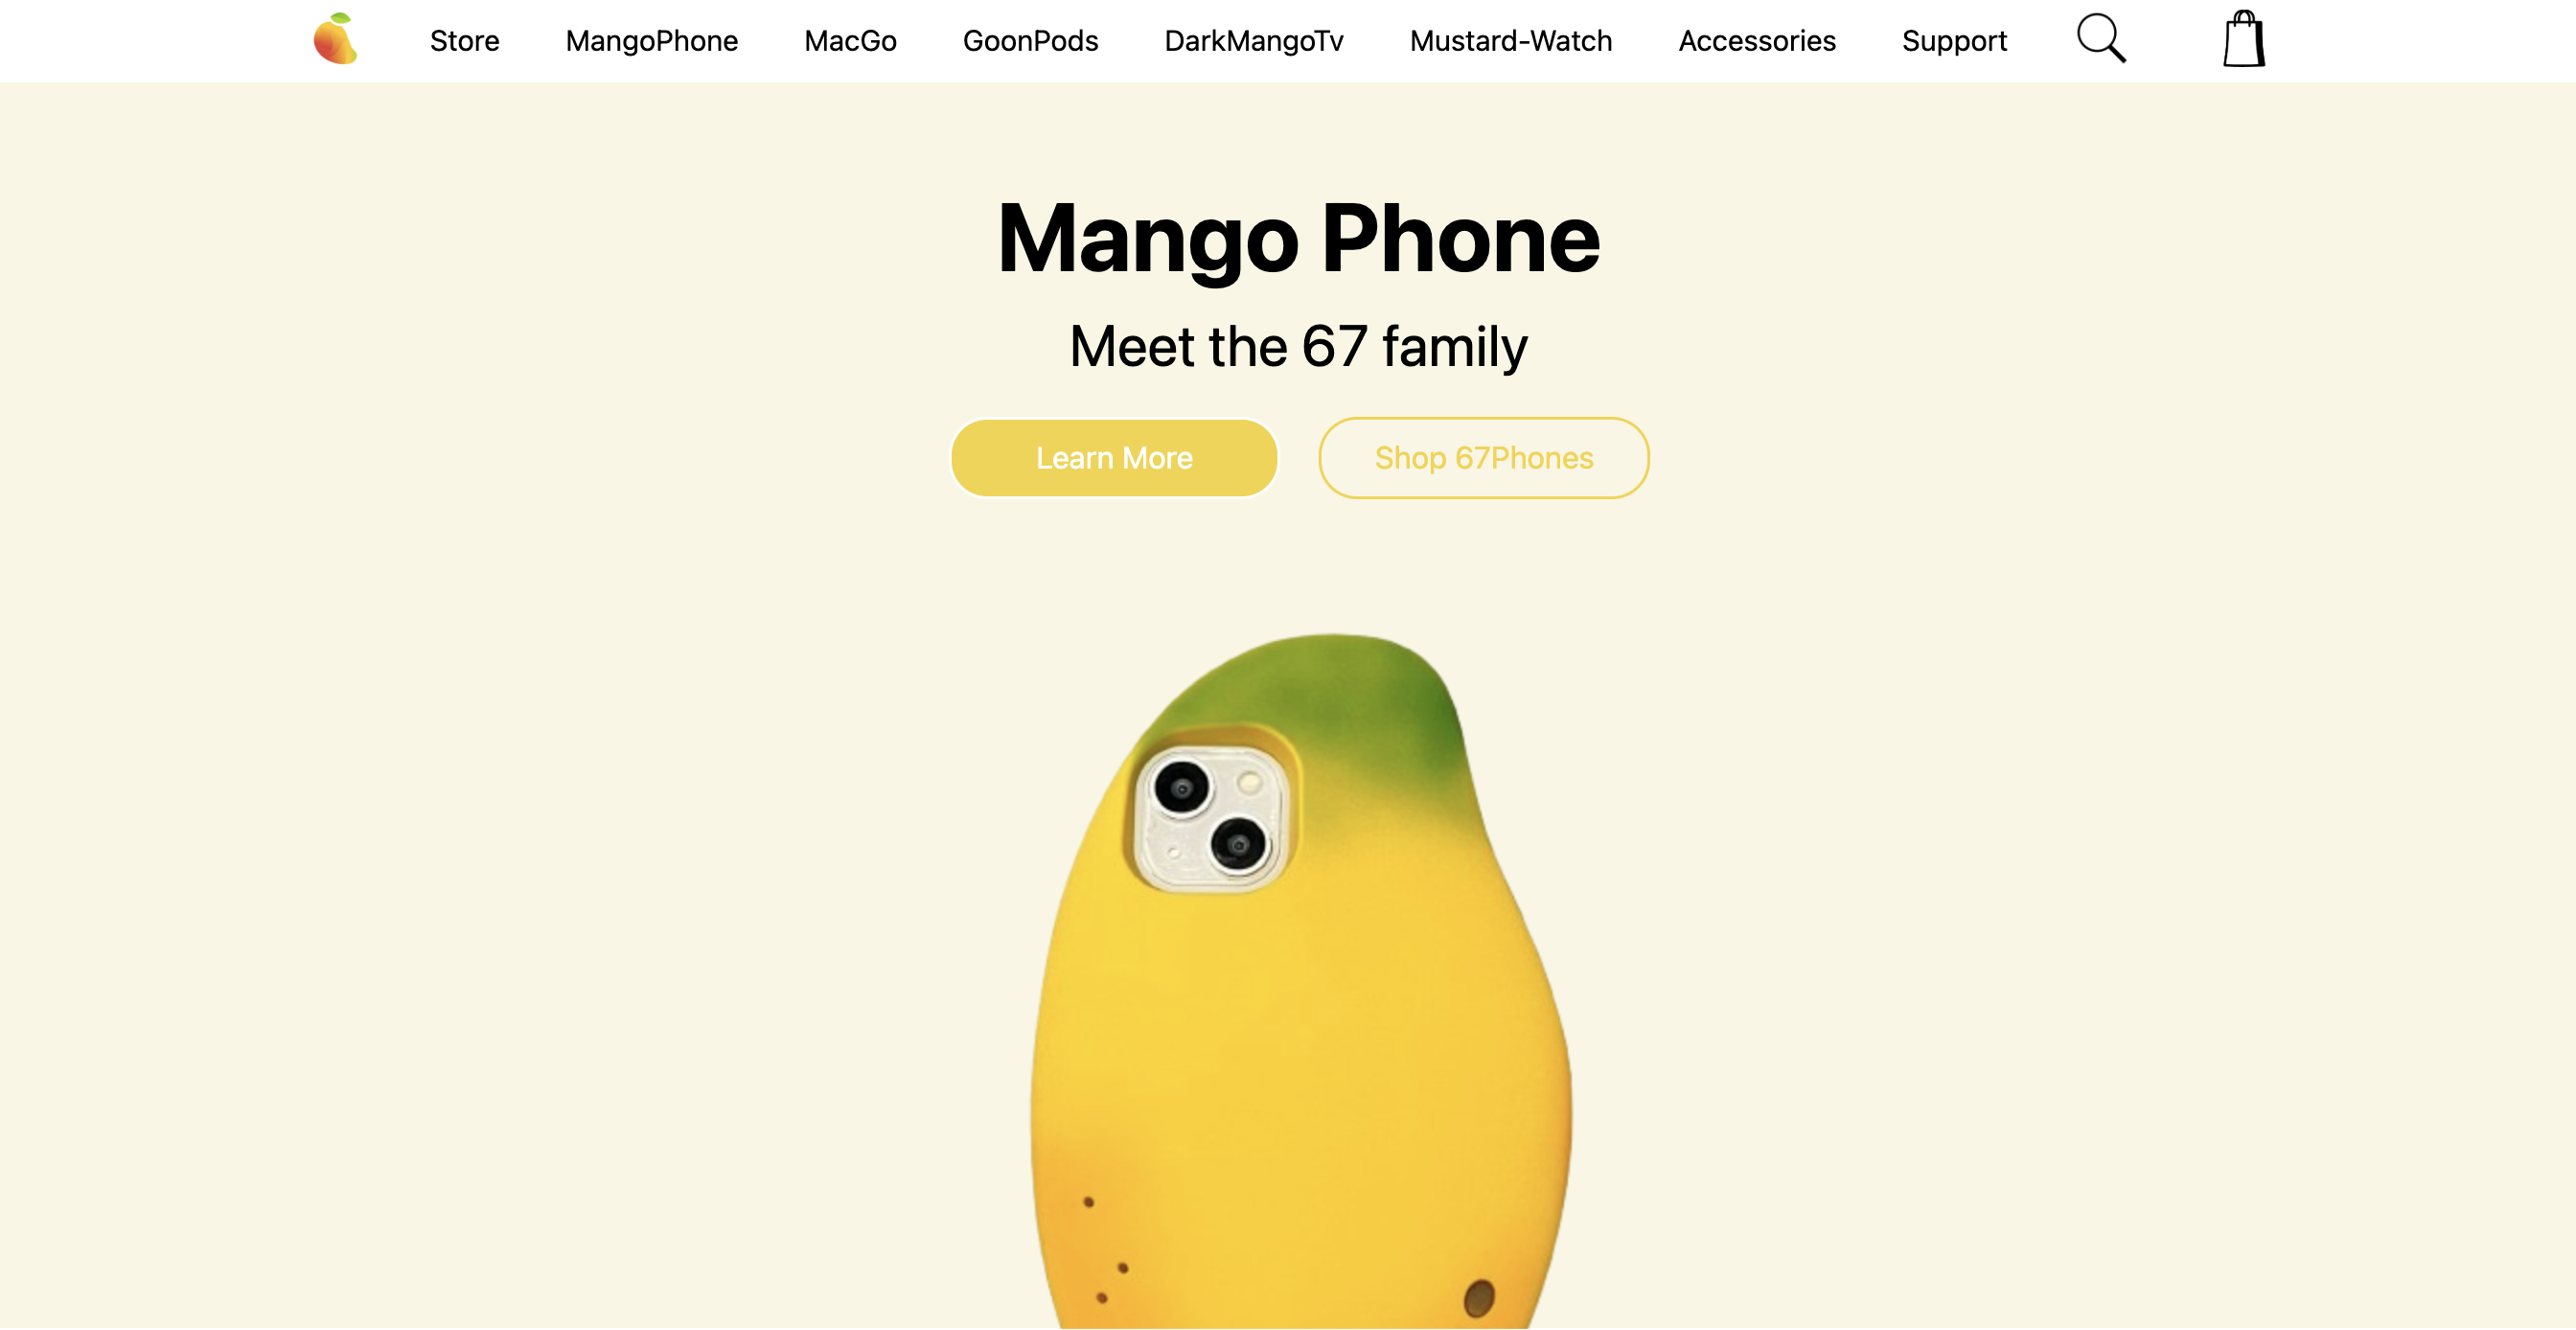 Store MangoPhone MacGo GoonPods DarkMangoTv Mustard-Watch Accessories Support
Mango Phone
Meet the 67 family
Learn More Shop 67Phones